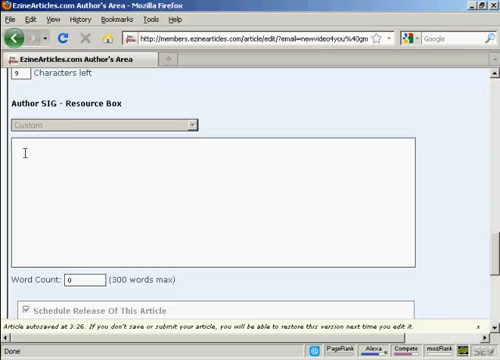 EzineArticles.com Author's Area - Mozilla Firefox
File Edit View History Bookmarks Tools Help
http://members.ezinearticles.com/article/edit/?email=newvideo4you%40gm
Google
EzineArticles.com Author's Area
9 Characters left
Author SIG - Resource Box
Custom
Word Count: 0 (300 words max)
Schedule Release Of This Article
Article autosaved at 3:26. If you don't save or submit your article, you will be able to restore this version next time you edit it. x
Done PageRank Alexa Compete mozRank